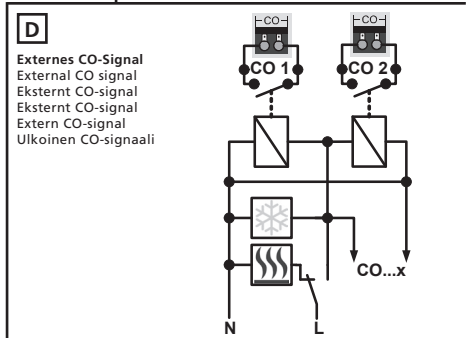 D
Externes CO-Signal
External CO signal
Eksternt CO-signal
Eksternt CO-signal
Extern CO-signal
Ulkoinen CO-signaali
CO
CO
CO 1
CO 2
CO...x
N
L